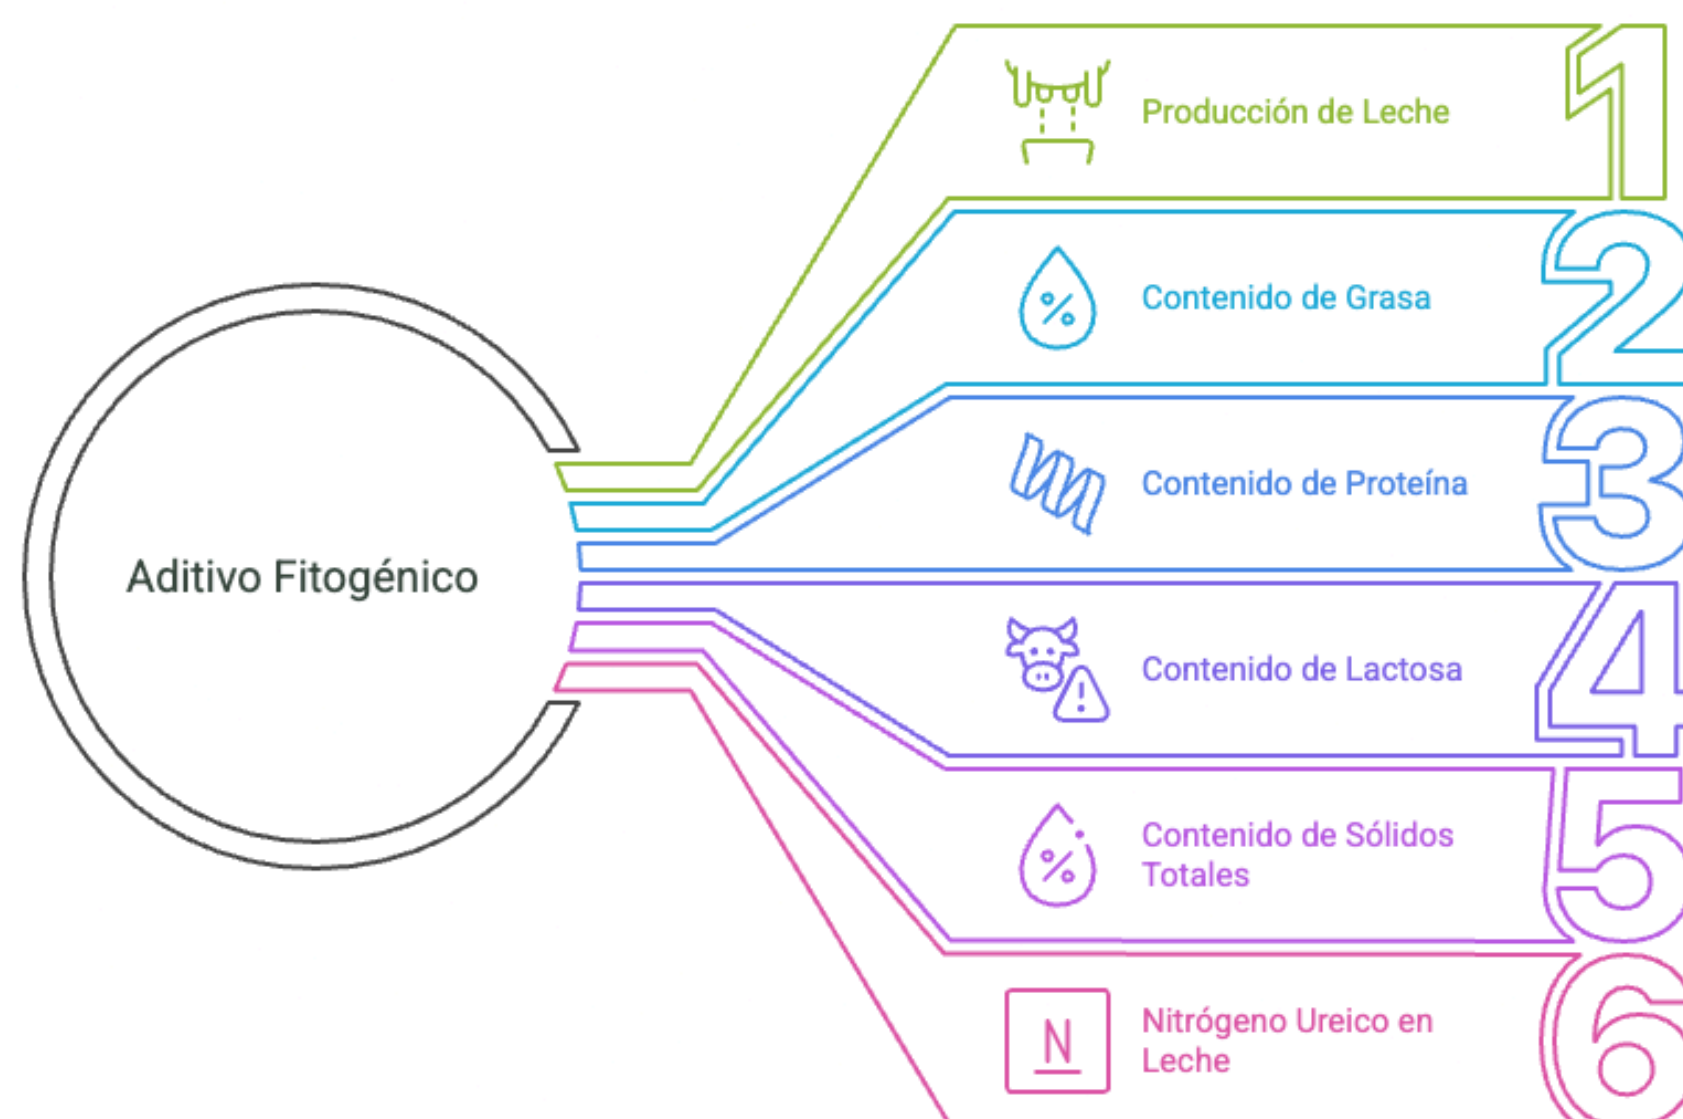 1
Producción de Leche
2
Contenido de Grasa
3
Contenido de Proteína
Aditivo Fitogénico
4
Contenido de Lactosa
5
Contenido de Sólidos
Totales
6
Nitrógeno Ureico en
Leche
N